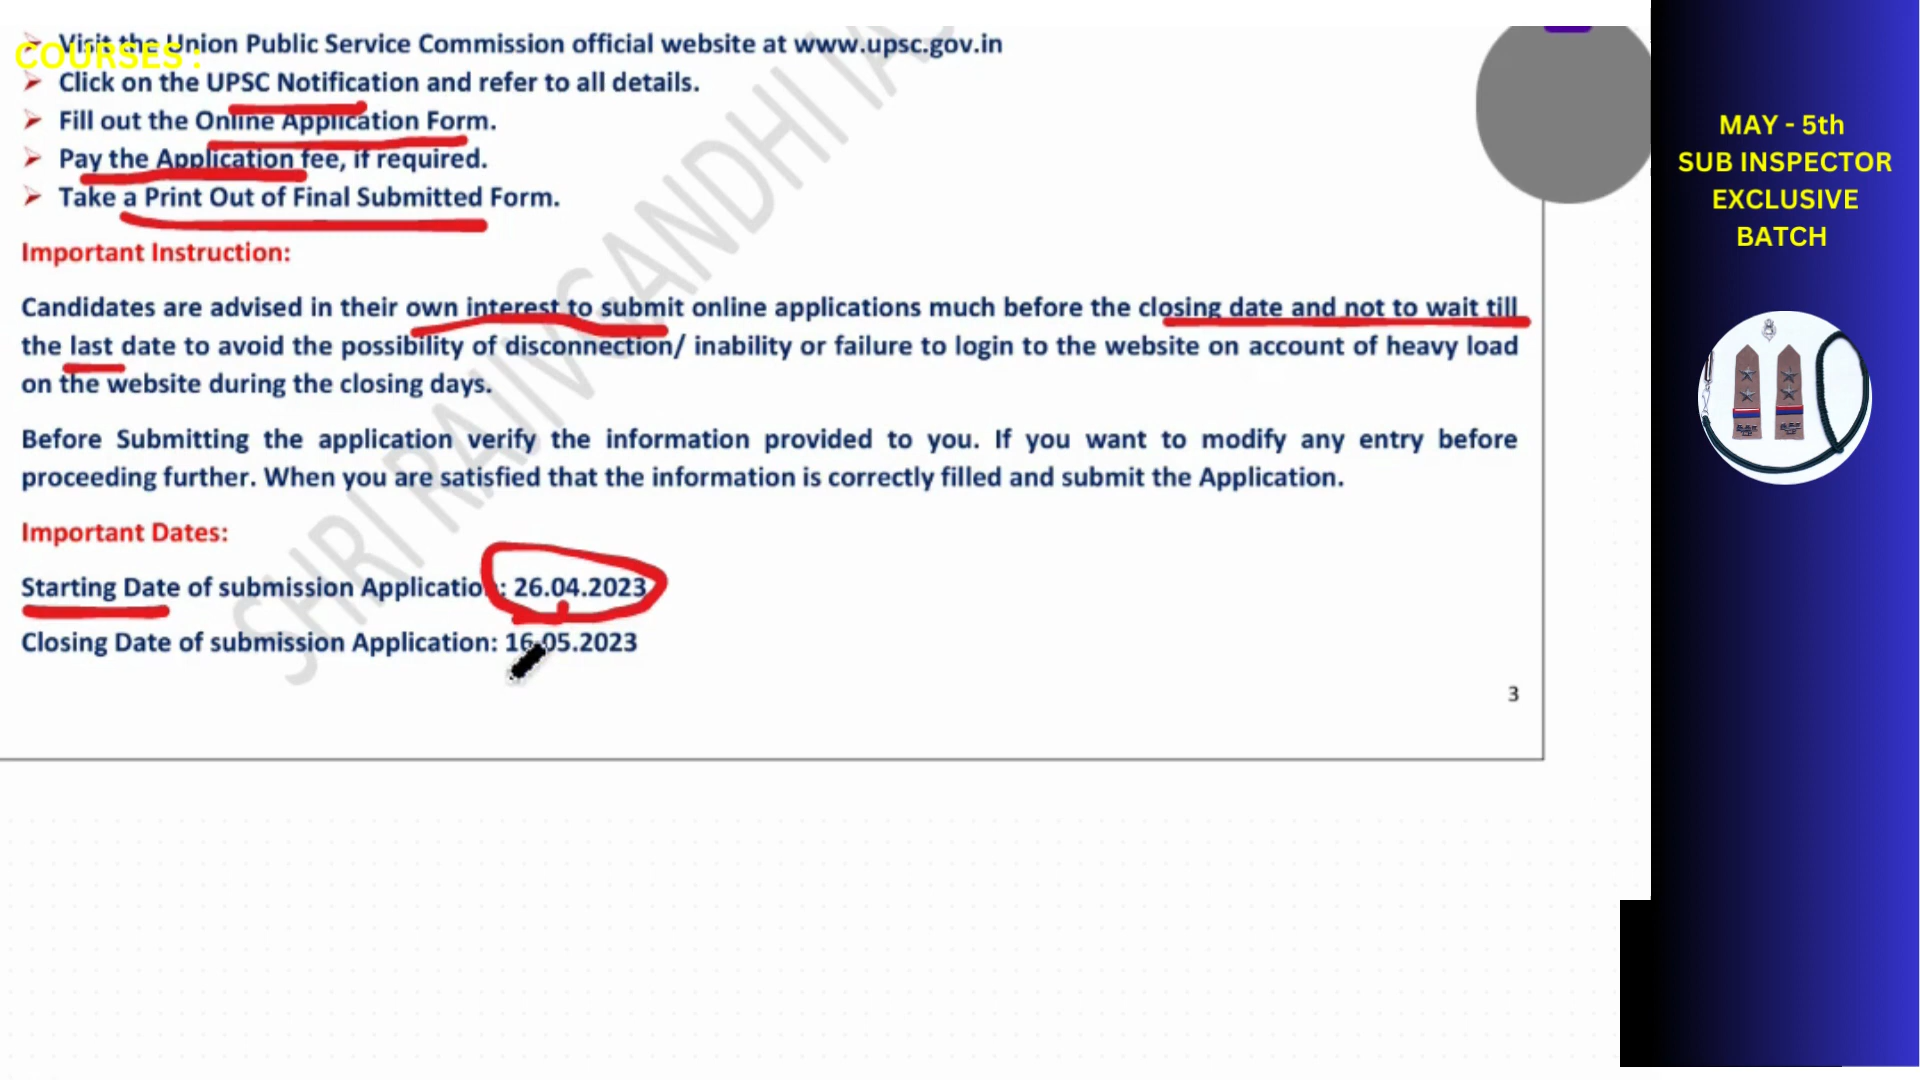 Visit the Union Public Service Commission official website at www.upsc.gov.in
COURSES :
Click on the UPSC Notification and refer to all details.
Fill out the Online Application Form.
Pay the Application fee, if required.
Take a Print Out of Final Submitted Form.
Important Instruction:
Candidates are advised in their own interest to submit online applications much before the closing date and not to wait till
the last date to avoid the possibility of disconnection/ inability or failure to login to the website on account of heavy load
on the website during the closing days.
Before Submitting the application verify the information provided to you. If you want to modify any entry before
proceeding further. When you are satisfied that the information is correctly filled and submit the Application.
Important Dates:
Starting Date of submission Application: 26.04.2023
Closing Date of submission Application: 16.05.2023
3
SHRI RAJIV GANDHI IAS
MAY - 5th
SUB INSPECTOR
EXCLUSIVE
BATCH